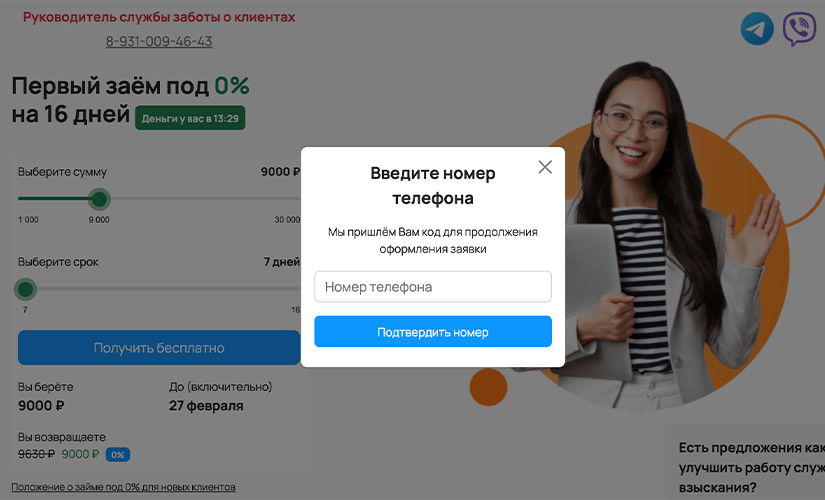 Руководитель службы заботы о клиентах
8-931-009-46-43
Первый заём под 0%
на 16 дней Деньги у вас в 13:29
Выберите сумму 9000 ₽
1 000 9 000 30 000
Выберите срок 7 дней
7 16
Получить бесплатно
Вы берёте До (включительно)
9000 ₽ 27 февраля
Вы возвращаете
9630 ₽ 9000 ₽ 0%
Положение о займе под 0% для новых клиентов
Введите номер
телефона
Мы пришлём Вам код для продолжения
оформления заявки
Номер телефона
Подтвердить номер
Есть предложения как
улучшить работу служ
взыскания?